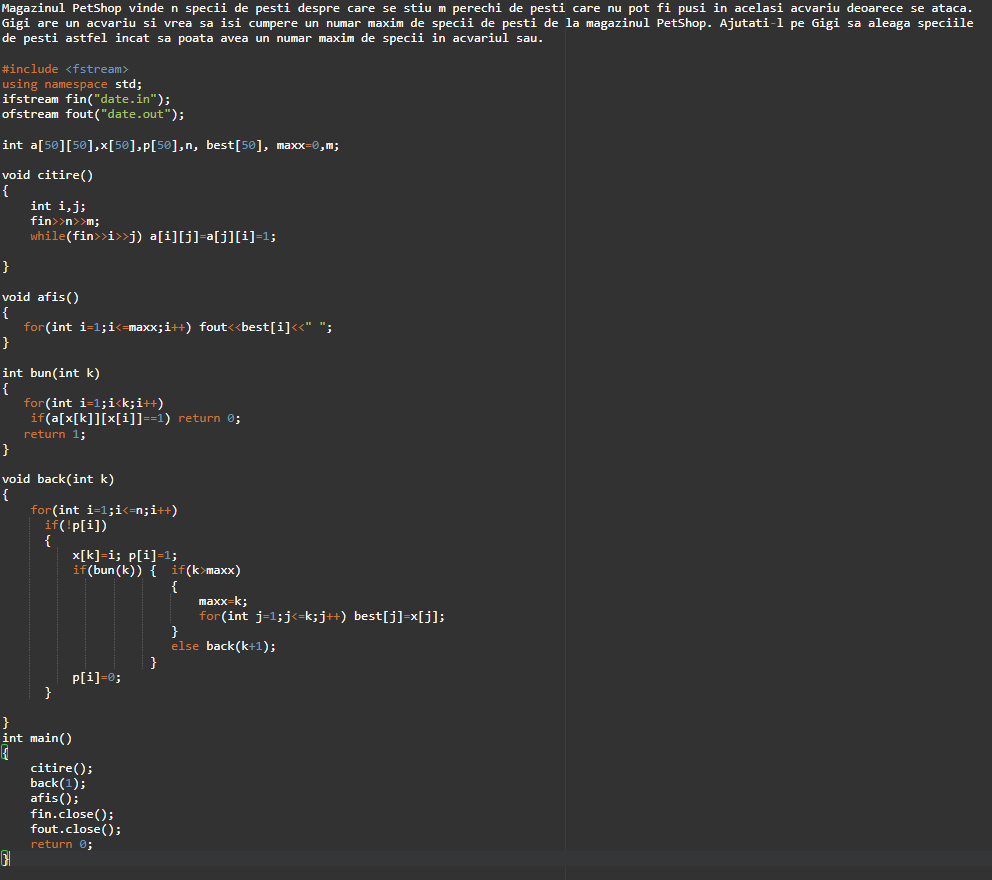 Magazinul PetShop vinde n specii de pesti despre care se stiu m perechi de pesti care nu pot fi pusi in acelasi acvariu deoarece se ataca.
Gigi are un acvariu si vrea sa isi cumpere un numar maxim de specii de pesti de la magazinul PetShop. Ajutati-l pe Gigi sa aleaga speciile
de pesti astfel incat sa poata avea un numar maxim de specii in acvariul sau.

#include <fstream>
using namespace std;
ifstream fin("date.in");
ofstream fout("date.out");

int a[50][50],x[50],p[50],n, best[50], maxx=0,m;

void citire()
{
    int i,j;
    fin>>n>>m;
    while(fin>>i>>j) a[i][j]=a[j][i]=1;

}

void afis()
{
   for(int i=1;i<=maxx;i++) fout<<best[i]<<" ";
}

int bun(int k)
{
   for(int i=1;i<k;i++)
    if(a[x[k]][x[i]]==1) return 0;
   return 1;
}

void back(int k)
{
    for(int i=1;i<=n;i++)
      if(!p[i])
      {
          x[k]=i; p[i]=1;
          if(bun(k)) {  if(k>maxx)
                        {
                            maxx=k;
                            for(int j=1;j<=k;j++) best[j]=x[j];
                        }
                        else back(k+1);
                     }
          p[i]=0;
      }

}
int main()
{
    citire();
    back(1);
    afis();
    fin.close();
    fout.close();
    return 0;
}